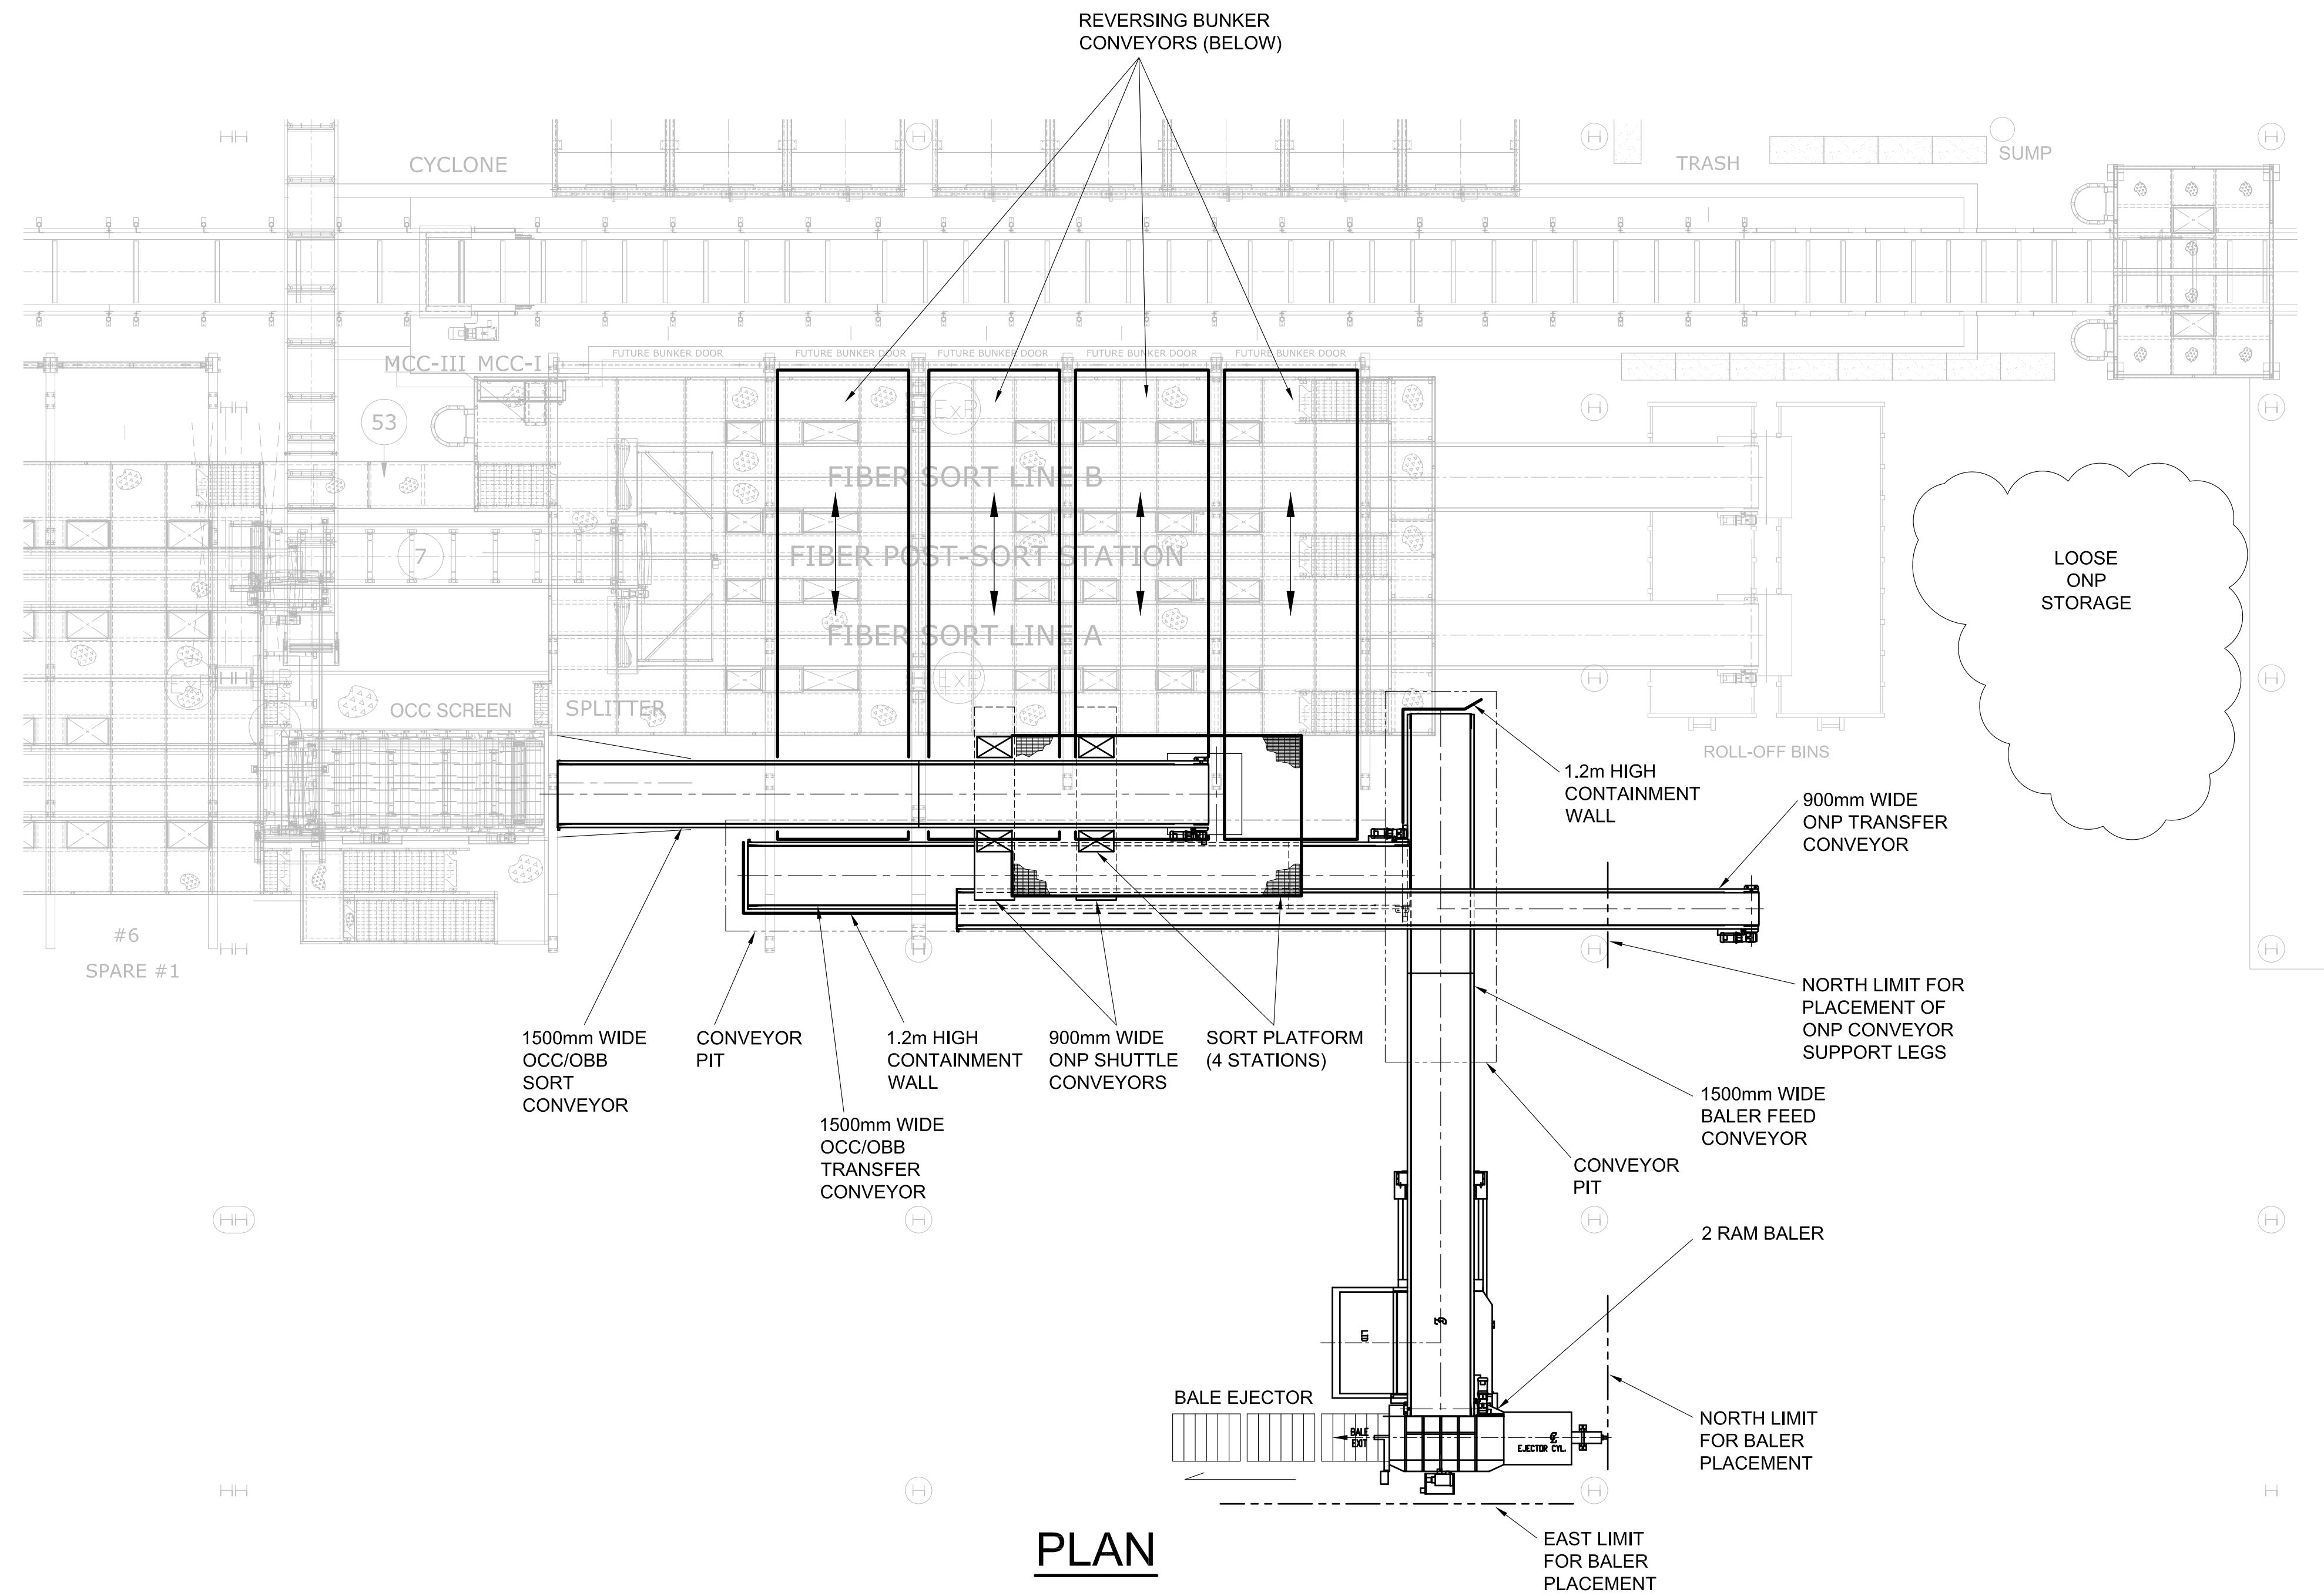 REVERSING BUNKER
CONVEYORS (BELOW)
CYCLONE
TRASH
SUMP
MCC-III MCC-I
FUTURE BUNKER DOOR
FUTURE BUNKER DOOR
FUTURE BUNKER DOOR
FUTURE BUNKER DOOR
FUTURE BUNKER DOOR
53
ExP
FIBER SORT LINE B
7
FIBER POST-SORT STATION
FIBER SORT LINE A
ExP
LOOSE
ONP
STORAGE
OCC SCREEN
SPLITTER
ROLL-OFF BINS
1.2m HIGH
CONTAINMENT
WALL
900mm WIDE
ONP TRANSFER
CONVEYOR
#6
SPARE #1
1500mm WIDE
OCC/OBB
SORT
CONVEYOR
CONVEYOR
PIT
1.2m HIGH
CONTAINMENT
WALL
900mm WIDE
ONP SHUTTLE
CONVEYORS
SORT PLATFORM
(4 STATIONS)
NORTH LIMIT FOR
PLACEMENT OF
ONP CONVEYOR
SUPPORT LEGS
1500mm WIDE
OCC/OBB
TRANSFER
CONVEYOR
1500mm WIDE
BALER FEED
CONVEYOR
CONVEYOR
PIT
2 RAM BALER
LID
BALE EJECTOR
BALE
EXIT
EJECTOR CYL.
NORTH LIMIT
FOR BALER
PLACEMENT
EAST LIMIT
FOR BALER
PLACEMENT
PLAN